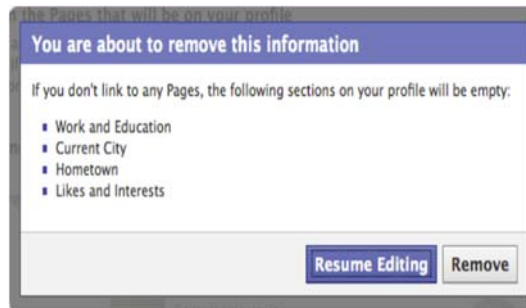 the Pages that will be on your profile
You are about to remove this information
If you don't link to any Pages, the following sections on your profile will be empty:
Work and Education
Current City
Hometown
Likes and Interests
Resume Editing
Remove